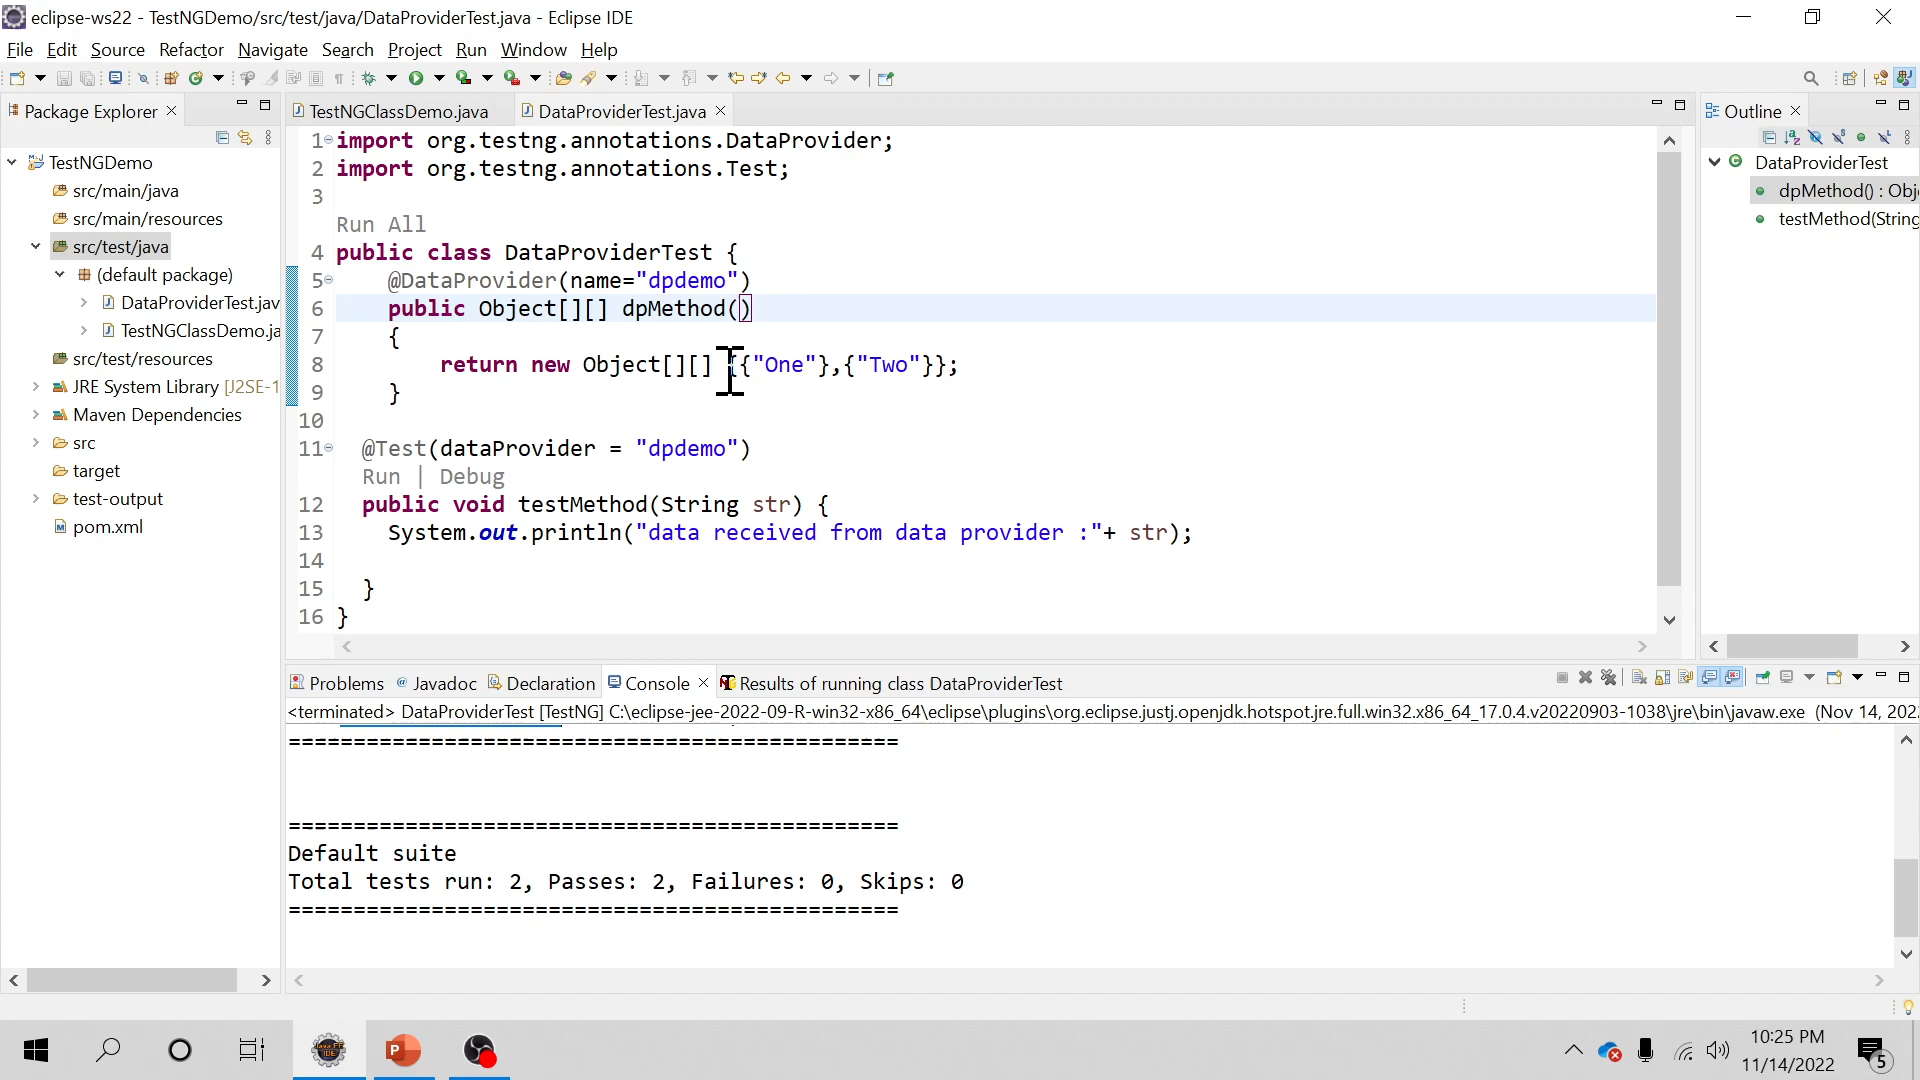 eclipse-ws22 - TestNGDemo/src/test/java/DataProviderTest.java - Eclipse IDE
File Edit Source Refactor Navigate Search Project Run Window Help
Package Explorer
TestNGDemo
src/main/java
src/main/resources
src/test/java
(default package)
DataProviderTest.jav
TestNGClassDemo.ja
src/test/resources
JRE System Library [J2SE-1
Maven Dependencies
src
target
test-output
pom.xml
TestNGClassDemo.java DataProviderTest.java
1 import org.testng.annotations.DataProvider;
2 import org.testng.annotations.Test;
3
Run All
4 public class DataProviderTest {
5 @DataProvider(name="dpdemo")
6 public Object[][] dpMethod()
7 {
8 return new Object[][] {{"One"},{"Two"}};
9 }
10
11 @Test(dataProvider = "dpdemo")
Run | Debug
12 public void testMethod(String str) {
13 System.out.println("data received from data provider :"+ str);
14
15 }
16 }
Outline
DataProviderTest
dpMethod() : Obj
testMethod(String
Problems @ Javadoc Declaration Console Results of running class DataProviderTest
<terminated> DataProviderTest [TestNG] C:\eclipse-jee-2022-09-R-win32-x86_64\eclipse\plugins\org.eclipse.justj.openjdk.hotspot.jre.full.win32.x86_64_17.0.4.v20220903-1038\jre\bin\javaw.exe (Nov 14, 202
===============================================
===============================================
Default suite
Total tests run: 2, Passes: 2, Failures: 0, Skips: 0
===============================================
10:25 PM
11/14/2022
5